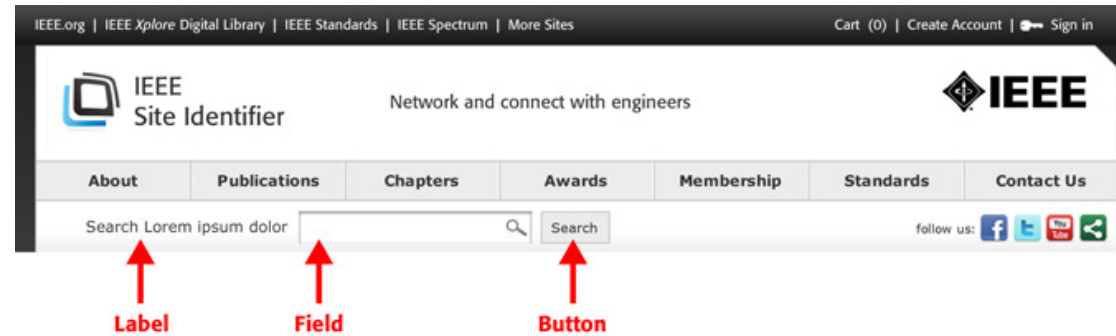 IEEE.org | IEEE Xplore Digital Library | IEEE Standards | IEEE Spectrum | More Sites
Cart (0) | Create Account | Sign in
IEEE
Site Identifier
Network and connect with engineers
IEEE
About Publications Chapters Awards Membership Standards Contact Us
Search Lorem ipsum dolor Search follow us: f t You Tube
Label Field Button